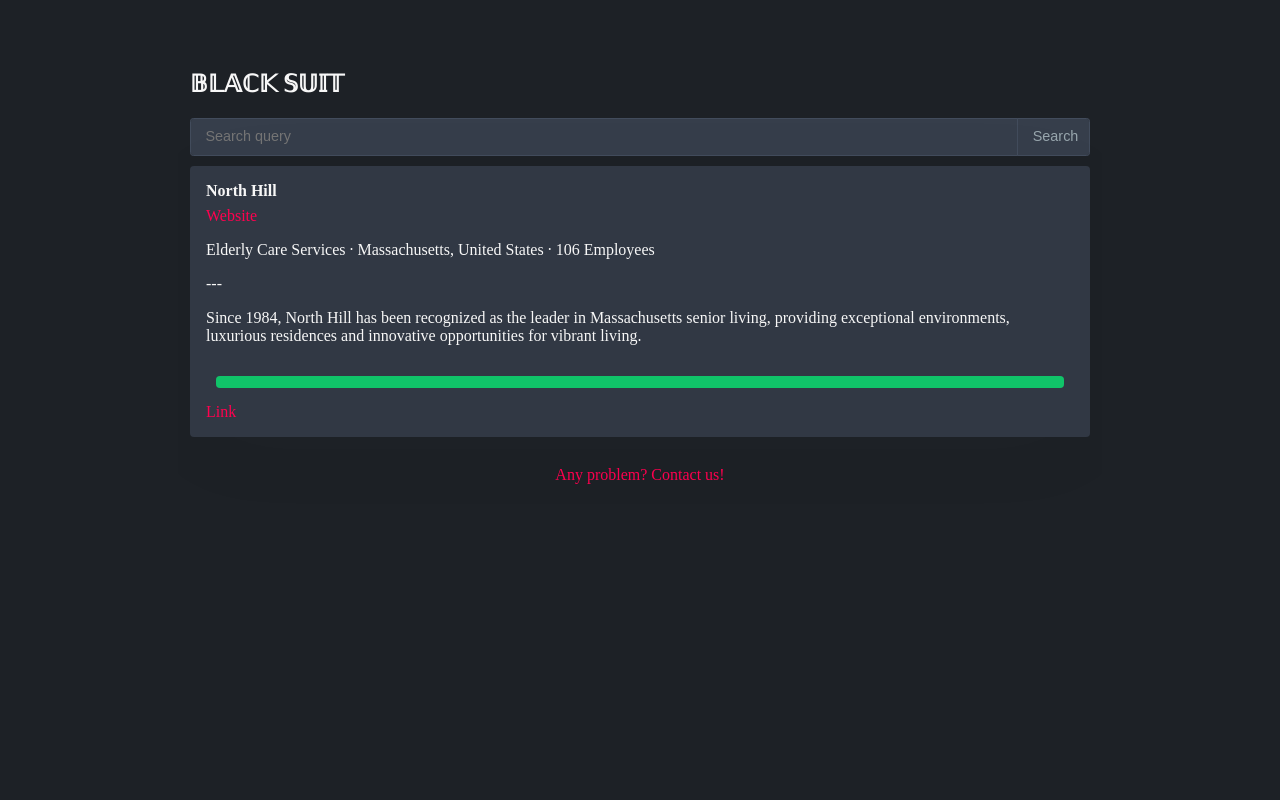 𝔹𝕃𝔸ℂ𝕂 𝕊𝕌𝕀𝕋
Search query
Search
North Hill
Website
Elderly Care Services · Massachusetts, United States · 106 Employees
---
Since 1984, North Hill has been recognized as the leader in Massachusetts senior living, providing exceptional environments,
luxurious residences and innovative opportunities for vibrant living.
Link
Any problem? Contact us!